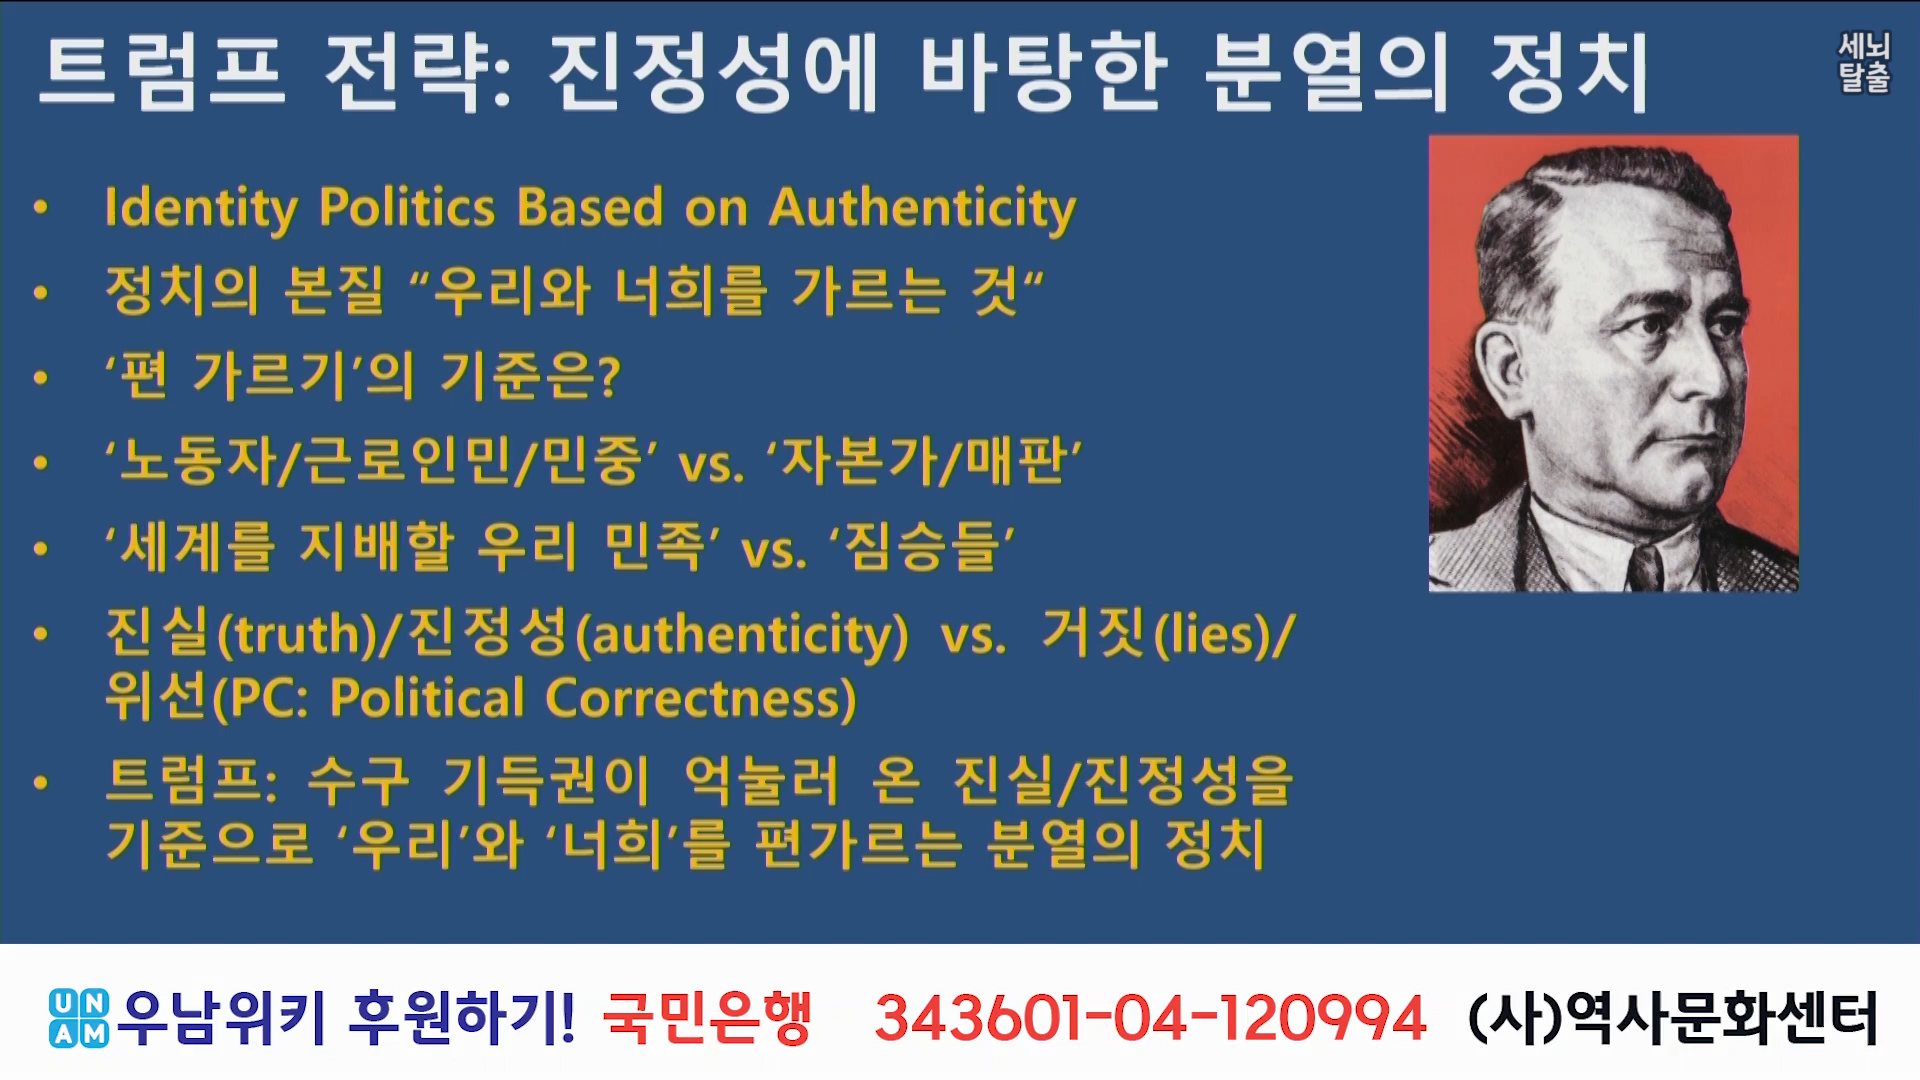 트럼프 전략: 진정성에 바탕한 분열의 정치
세뇌
탈출
• Identity Politics Based on Authenticity
• 정치의 본질 “우리와 너희를 가르는 것“
• ‘편 가르기’의 기준은?
• ‘노동자/근로인민/민중’ vs. ‘자본가/매판’
• ‘세계를 지배할 우리 민족’ vs. ‘짐승들’
• 진실(truth)/진정성(authenticity) vs. 거짓(lies)/
위선(PC: Political Correctness)
• 트럼프: 수구 기득권이 억눌러 온 진실/진정성을
기준으로 ‘우리’와 ‘너희’를 편가르는 분열의 정치
UNAM 우남위키 후원하기! 국민은행 343601-04-120994 (사)역사문화센터